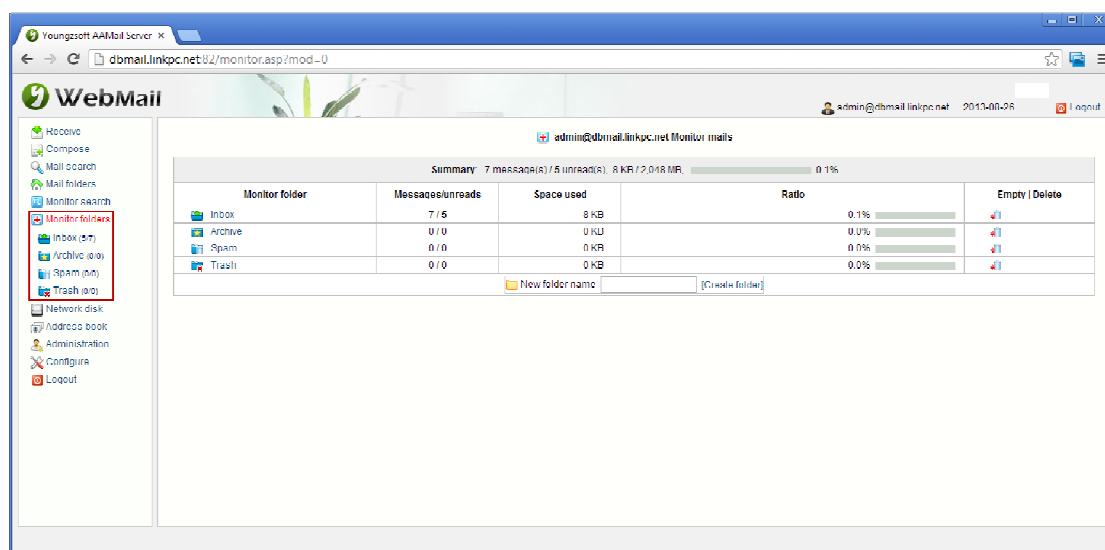 Youngzsoft AAMail Server
dbmail.linkpc.net:82/monitor.asp?mod=0
WebMail
admin@dbmail.linkpc.net 2013-08-26 Logout
Receive
Compose
Mail search
Mail folders
Monitor search
Monitor folders
Inbox (5/7)
Archive (0/0)
Spam (0/0)
Trash (0/0)
Network disk
Address book
Administration
Configure
Logout
admin@dbmail.linkpc.net Monitor mails
Summary: 7 message(s) / 5 unread(s), 8 KB / 2,048 MB, 0.1%
Monitor folder Messages/unreads Space used Ratio Empty | Delete
Inbox 7 / 5 8 KB 0.1%
Archive 0 / 0 0 KB 0.0%
Spam 0 / 0 0 KB 0.0%
Trash 0 / 0 0 KB 0.0%
New folder name [Create folder]